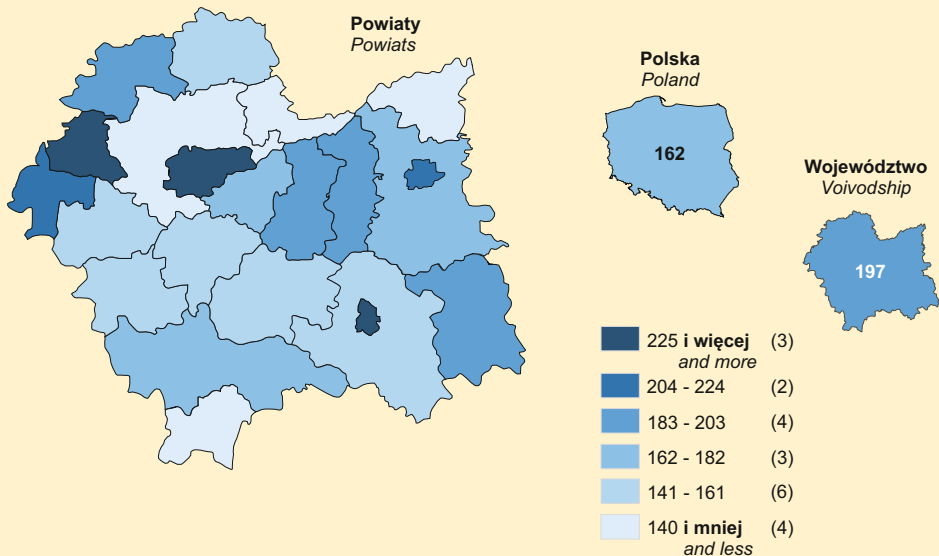 Powiaty
Powiats
Polska
Poland
162
Województwo
Voivodship
197
225 i więcej (3)
and more
204 - 224 (2)
183 - 203 (4)
162 - 182 (3)
141 - 161 (6)
140 i mniej (4)
and less